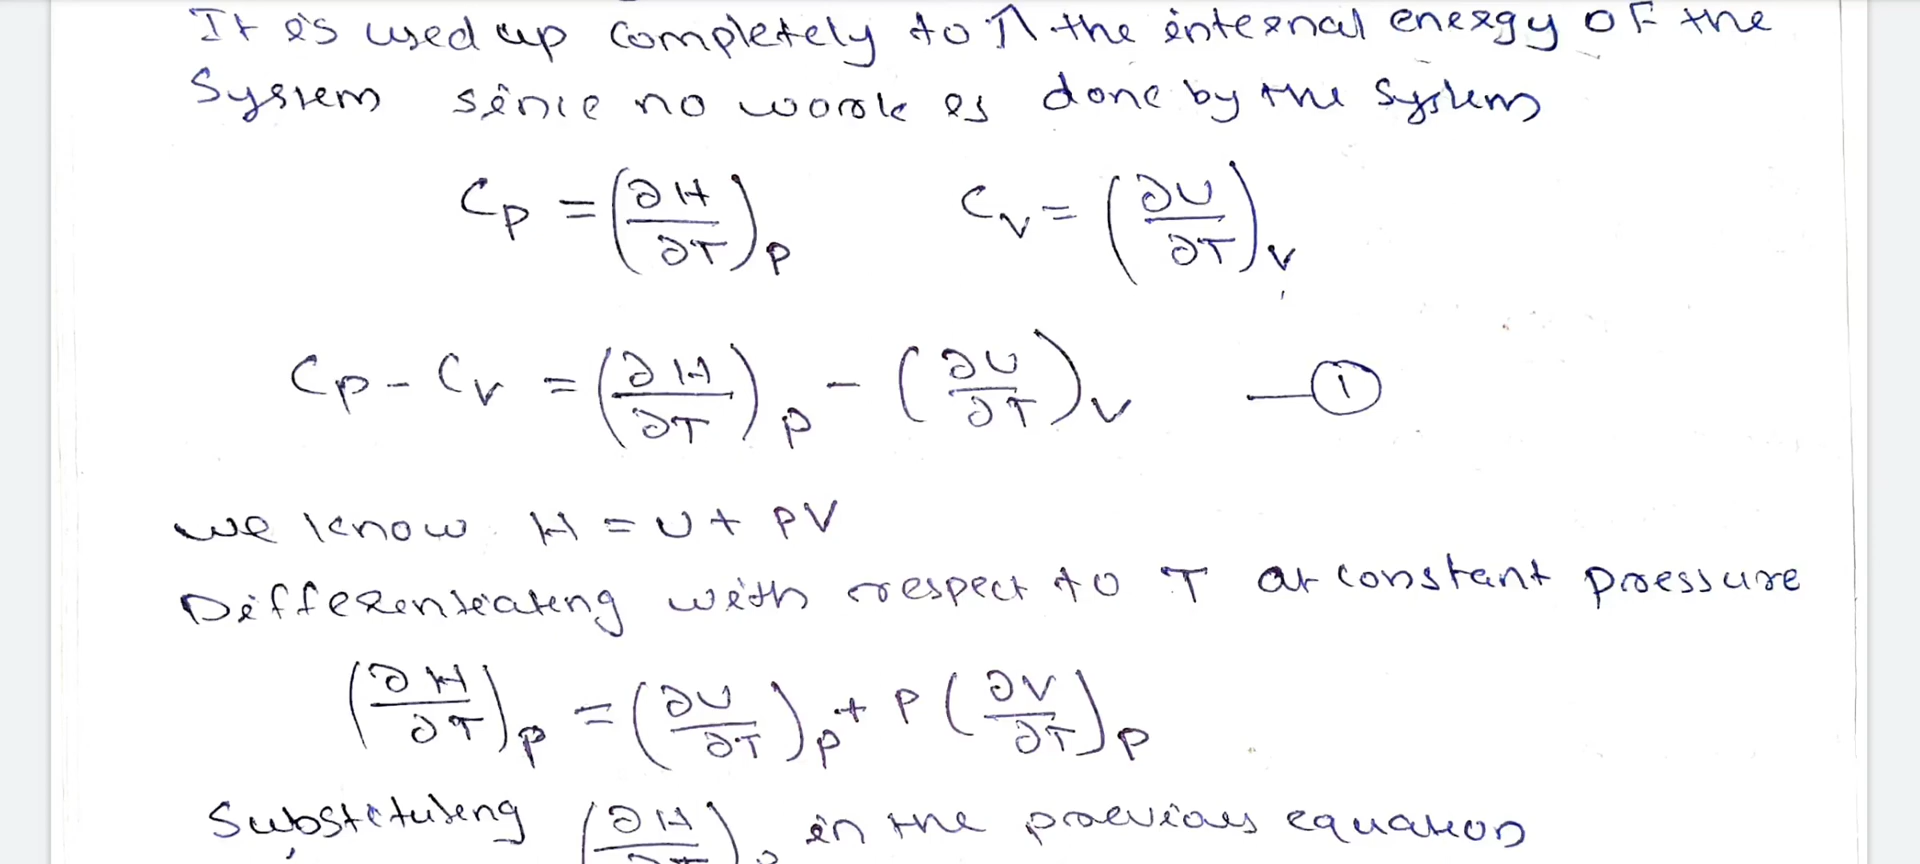 It is used up completely to ↑ the internal energy of the
System since no work is done by the system
Cp = (∂H/∂T)p    Cv = (∂U/∂T)v
Cp - Cv = (∂H/∂T)p - (∂U/∂T)v —①
we know H = U + PV
Differentiating with respect to T at constant pressure
(∂H/∂T)p = (∂U/∂T)p + P(∂V/∂T)p
Substituting (∂H/∂T)p in the previous equation